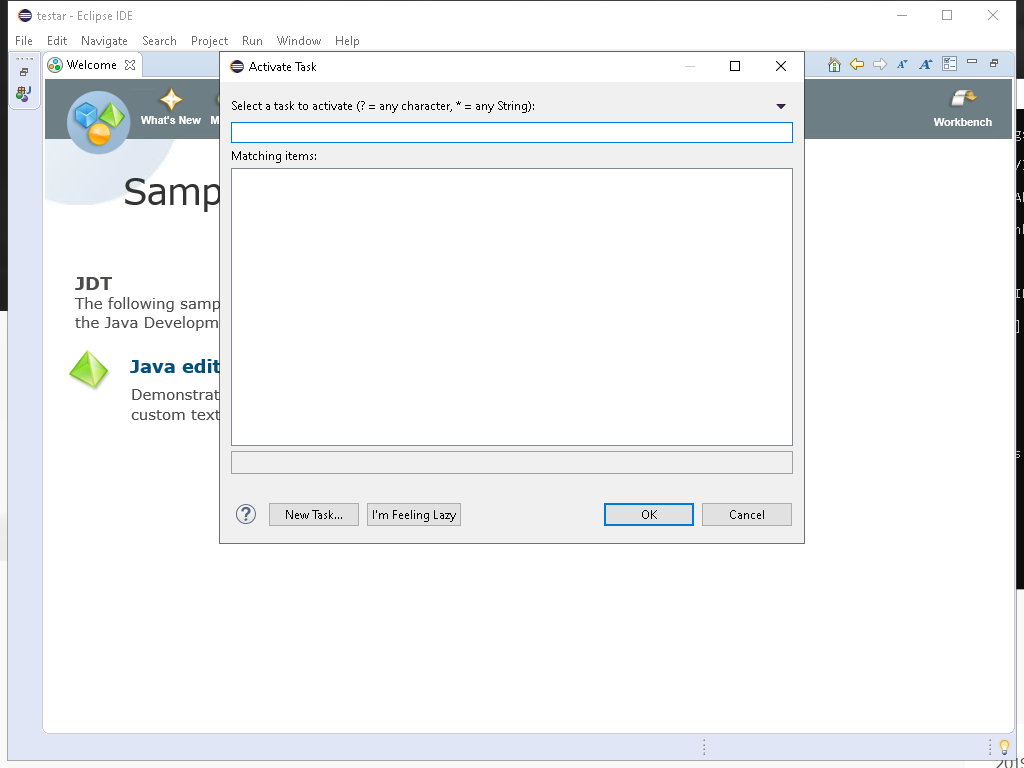 testar - Eclipse IDE
File Edit Navigate Search Project Run Window Help
Welcome
Activate Task
What's New
Workbench
Samp
JDT
The following samp
the Java Developm
Java edit
Demonstrat
custom text
Select a task to activate (? = any character, * = any String):
Matching items:
New Task...
I'm Feeling Lazy
OK
Cancel